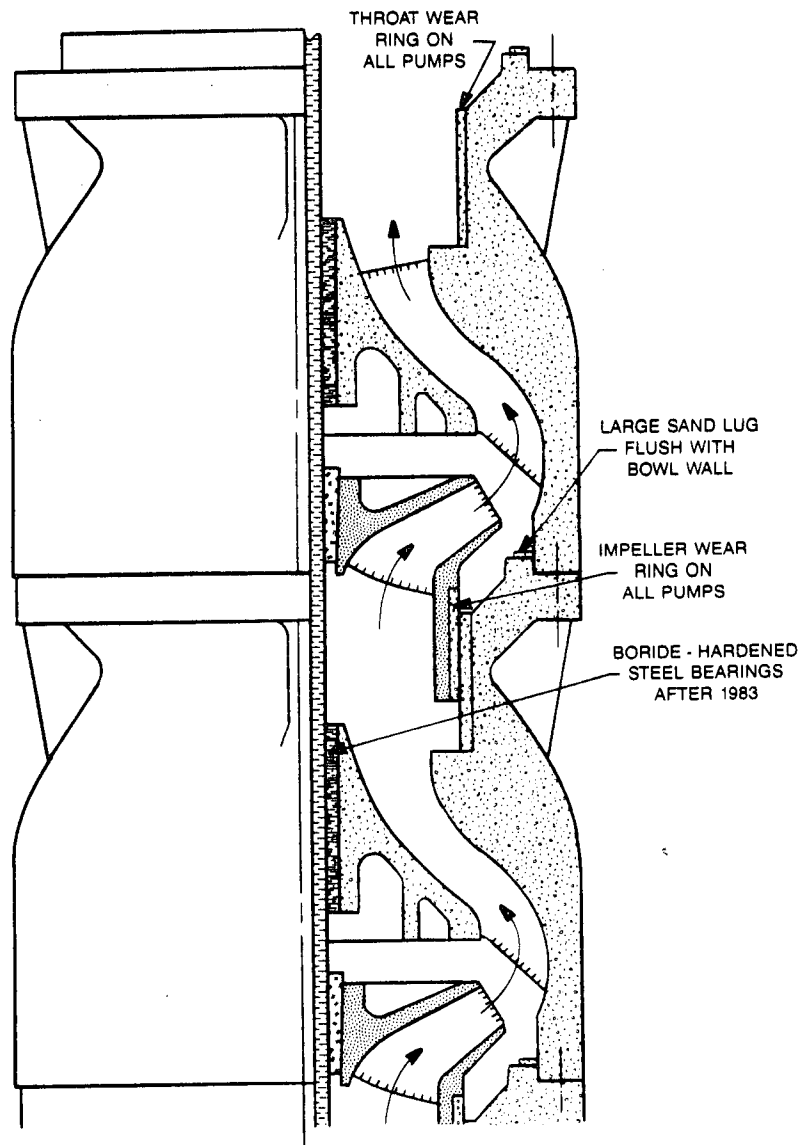 THROAT WEAR
RING ON
ALL PUMPS
LARGE SAND LUG
FLUSH WITH
BOWL WALL
IMPELLER WEAR
RING ON
ALL PUMPS
BORIDE - HARDENED
STEEL BEARINGS
AFTER 1983